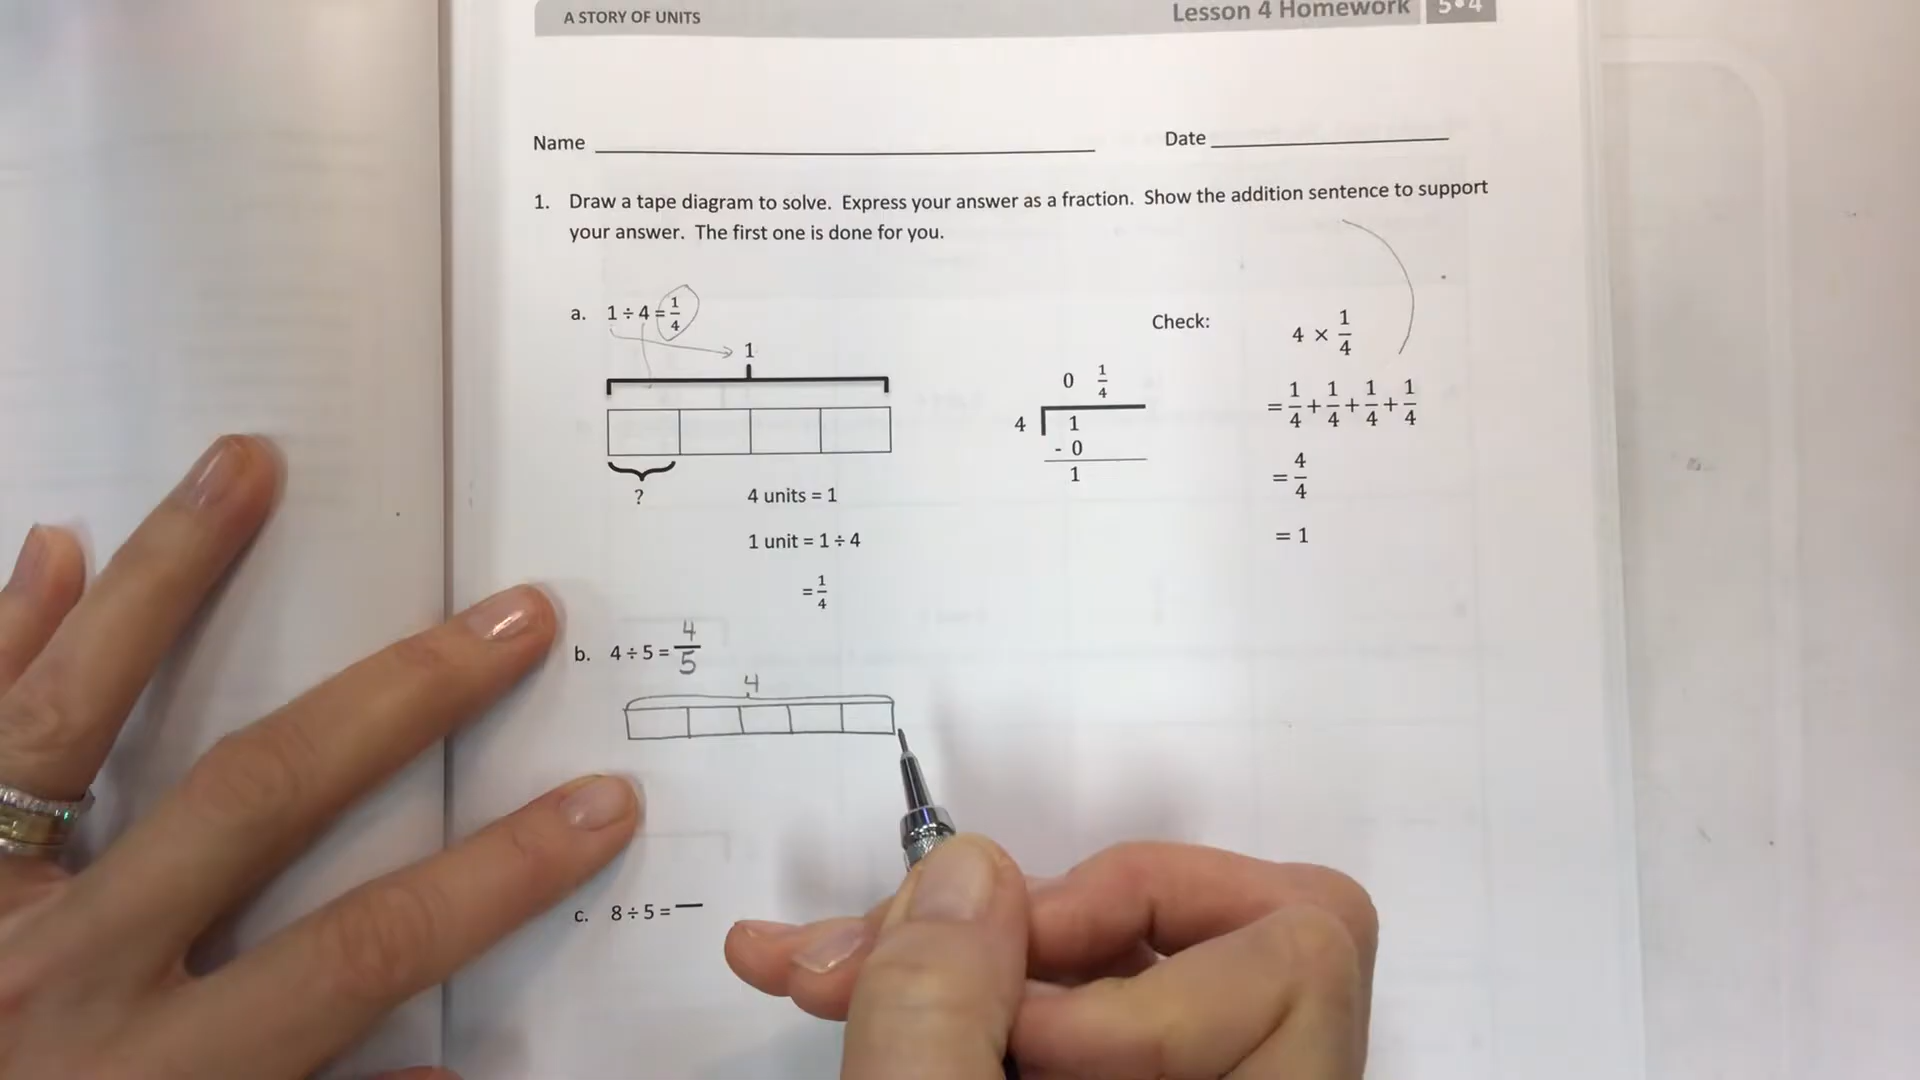 A STORY OF UNITS
Lesson 4 Homework 5•4
Name
Date
1. Draw a tape diagram to solve. Express your answer as a fraction. Show the addition sentence to support
your answer. The first one is done for you.
a. 1 ÷ 4 = 1/4
1
?
4 units = 1
1 unit = 1 ÷ 4
= 1/4
0 1/4
4 1
- 0
1
Check:
4 × 1/4
= 1/4 + 1/4 + 1/4 + 1/4
= 4/4
= 1
b. 4 ÷ 5 = 4/5
4
c. 8 ÷ 5 =